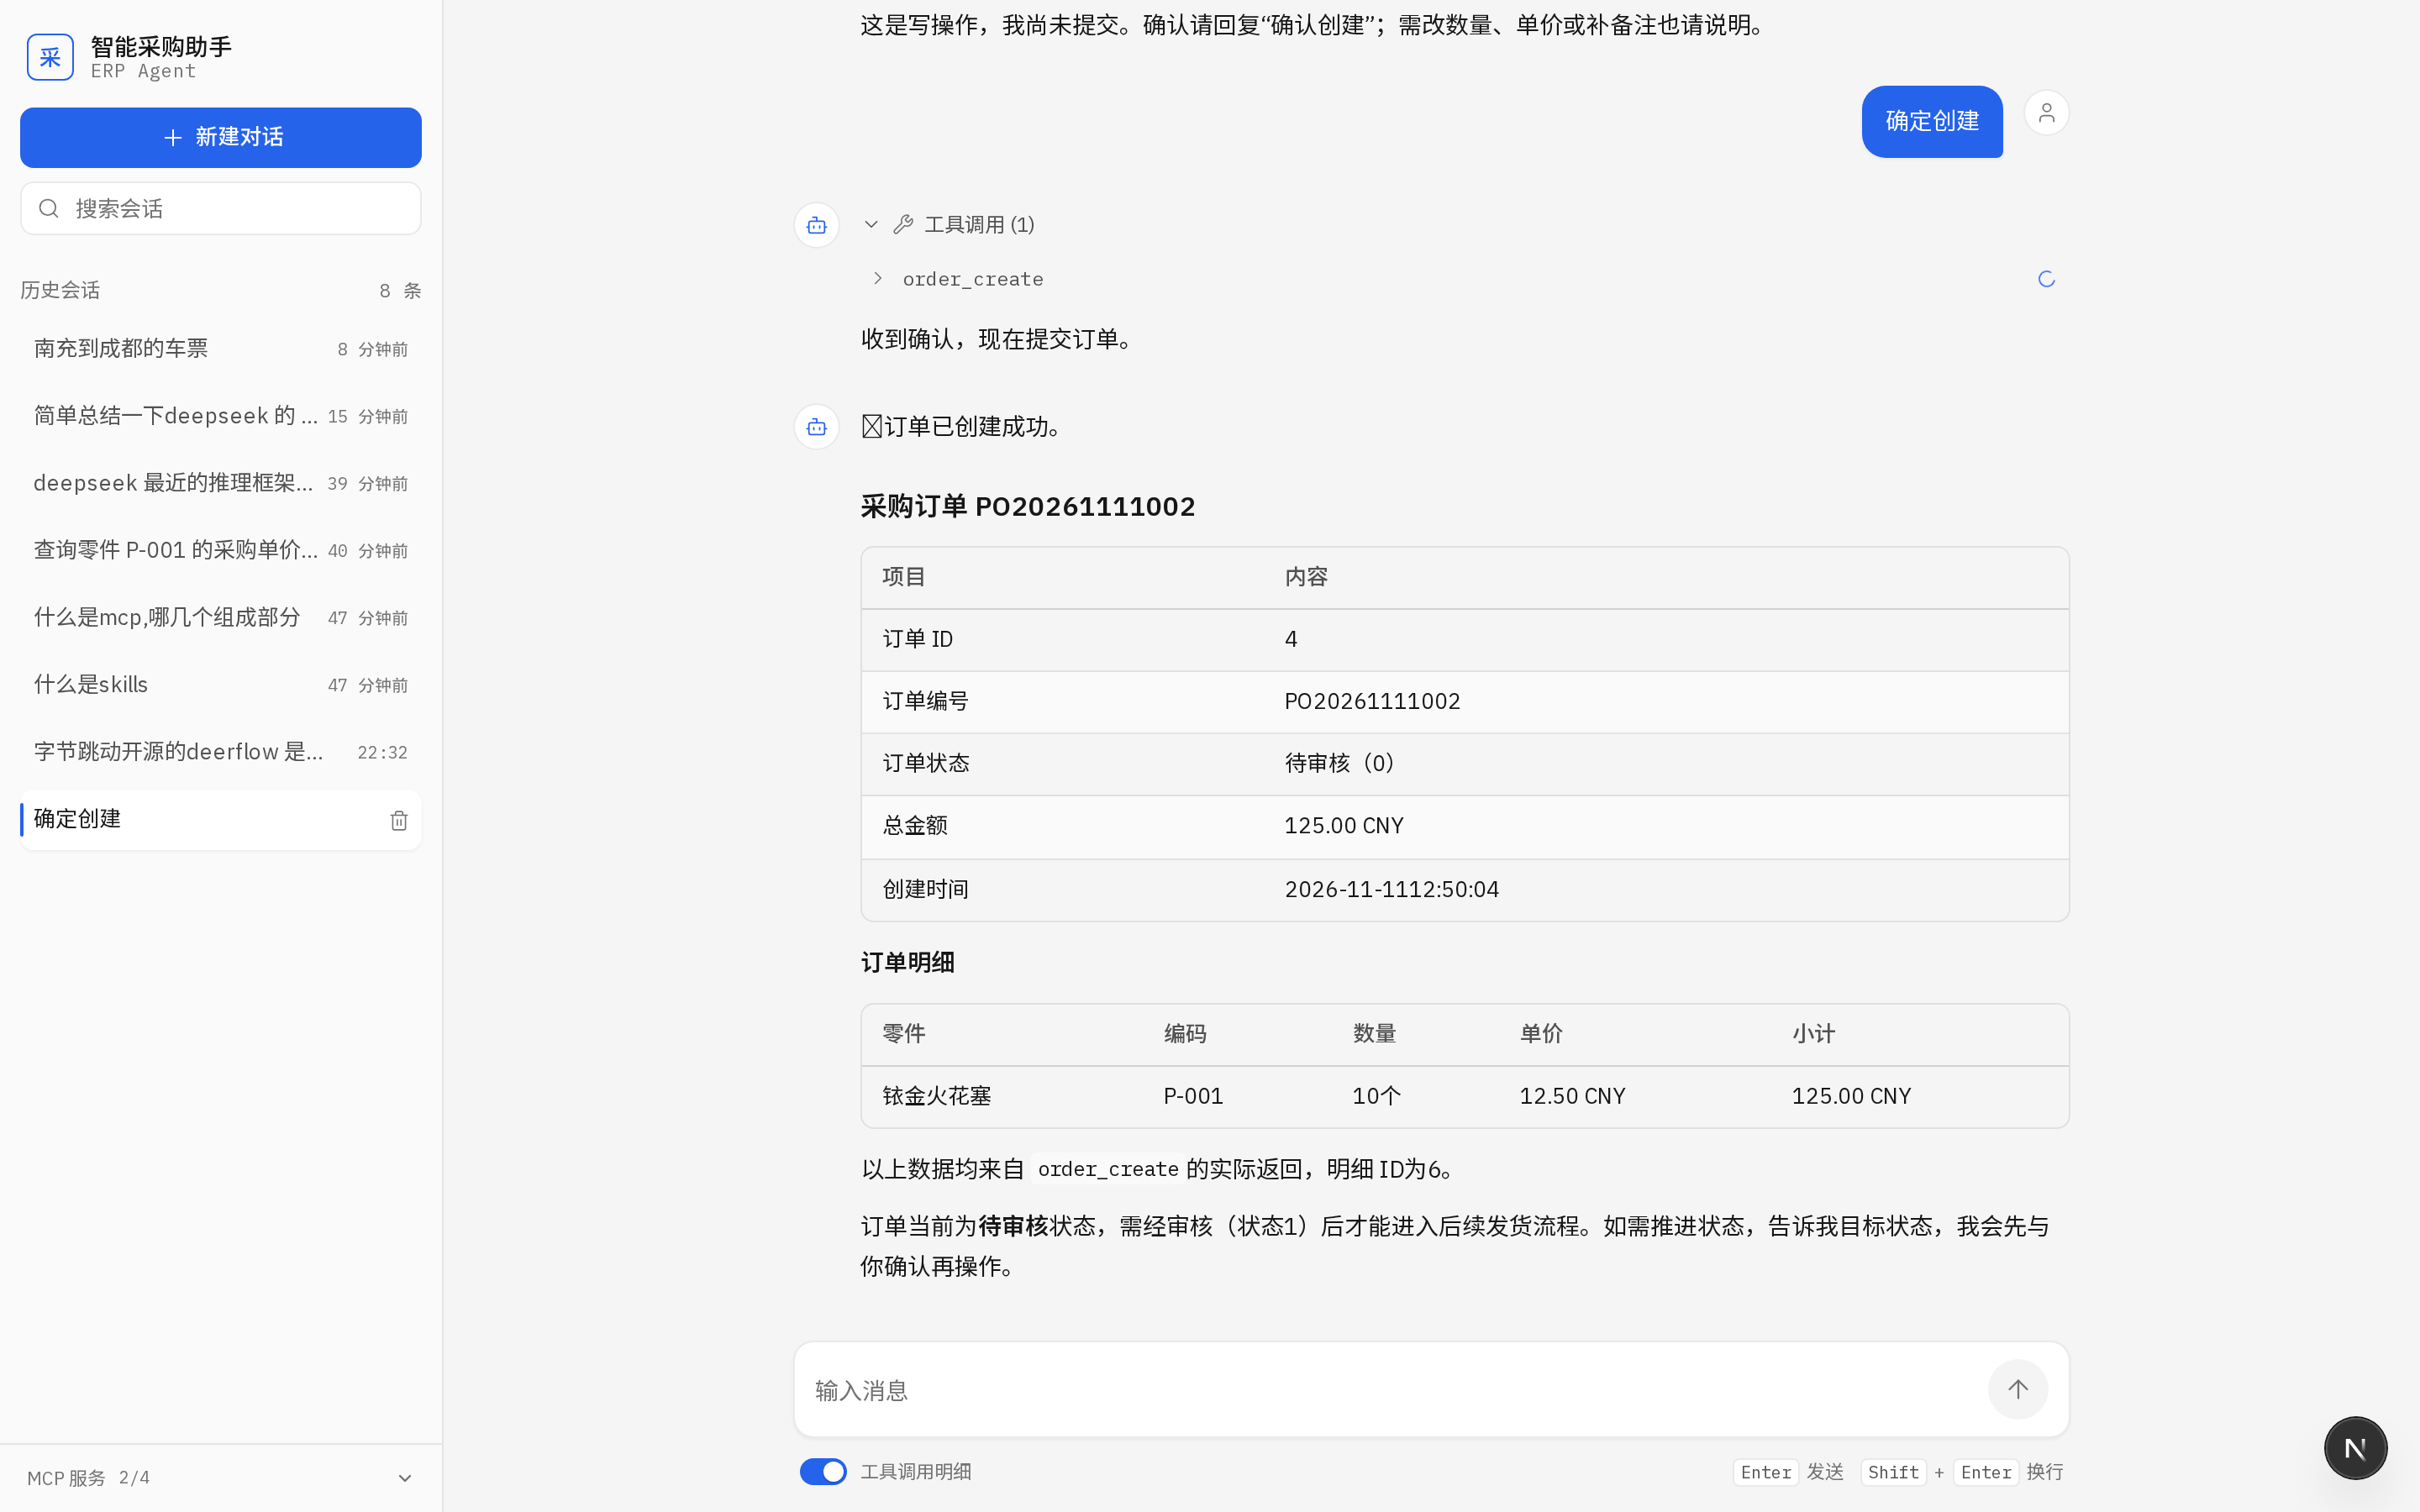 采
智能采购助手
ERP Agent
新建对话
搜索会话
历史会话 8 条
南充到成都的车票 8 分钟前
简单总结一下deepseek 的 ... 15 分钟前
deepseek 最近的推理框架... 39 分钟前
查询零件 P-001 的采购单价... 40 分钟前
什么是mcp,哪几个组成部分 47 分钟前
什么是skills 47 分钟前
字节跳动开源的deerflow 是... 22:32
确定创建
MCP 服务 2/4
这是写操作，我尚未提交。确认请回复“确认创建”；需改数量、单价或补备注也请说明。
确定创建
工具调用 (1)
order_create
收到确认，现在提交订单。
订单已创建成功。
采购订单 PO20261111002
项目 内容
订单 ID 4
订单编号 PO20261111002
订单状态 待审核（0）
总金额 125.00 CNY
创建时间 2026-11-1112:50:04
订单明细
零件 编码 数量 单价 小计
铱金火花塞 P-001 10个 12.50 CNY 125.00 CNY
以上数据均来自 order_create 的实际返回，明细 ID为6。
订单当前为待审核状态，需经审核（状态1）后才能进入后续发货流程。如需推进状态，告诉我目标状态，我会先与
你确认再操作。
输入消息
工具调用明细
Enter 发送 Shift + Enter 换行
N